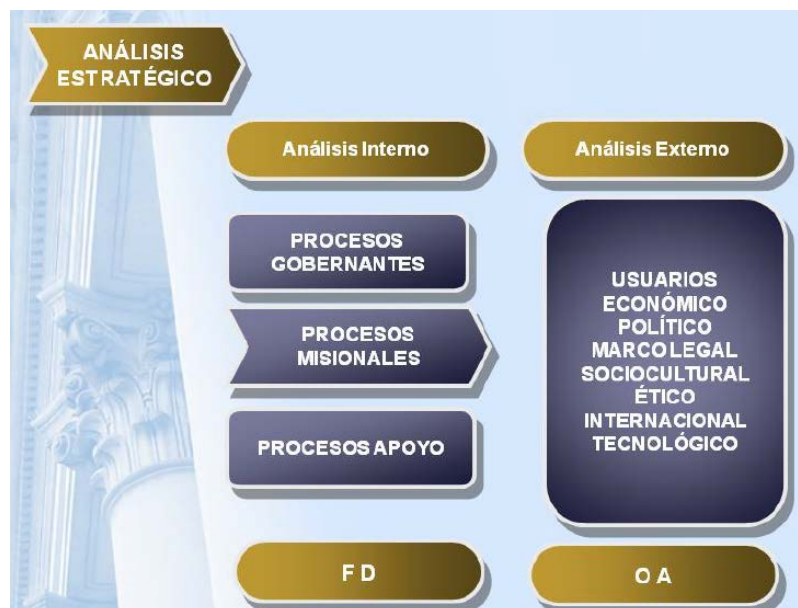 ANÁLISIS
ESTRATÉGICO
Análisis Interno
PROCESOS
GOBERNANTES
PROCESOS
MISIONALES
PROCESOS APOYO
F D
Análisis Externo
USUARIOS
ECONÓMICO
POLÍTICO
MARCO LEGAL
SOCIOCULTURAL
ÉTICO
INTERNACIONAL
TECNOLÓGICO
O A